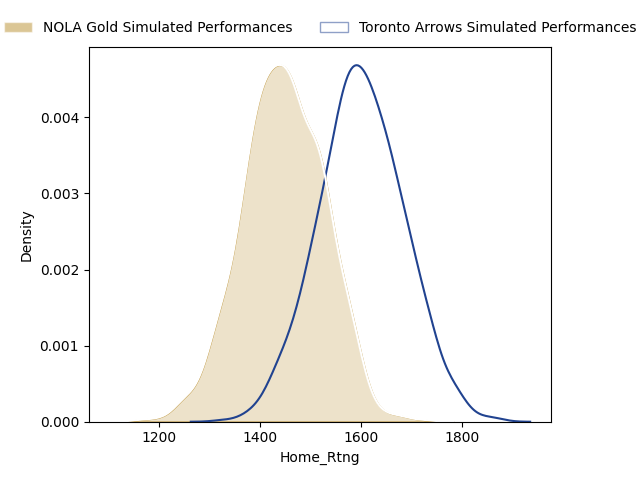 NOLA Gold Simulated Performances
Toronto Arrows Simulated Performances
Density
0.004
0.003
0.002
0.001
0.000
1200
1400
1600
1800
Home_Rtng